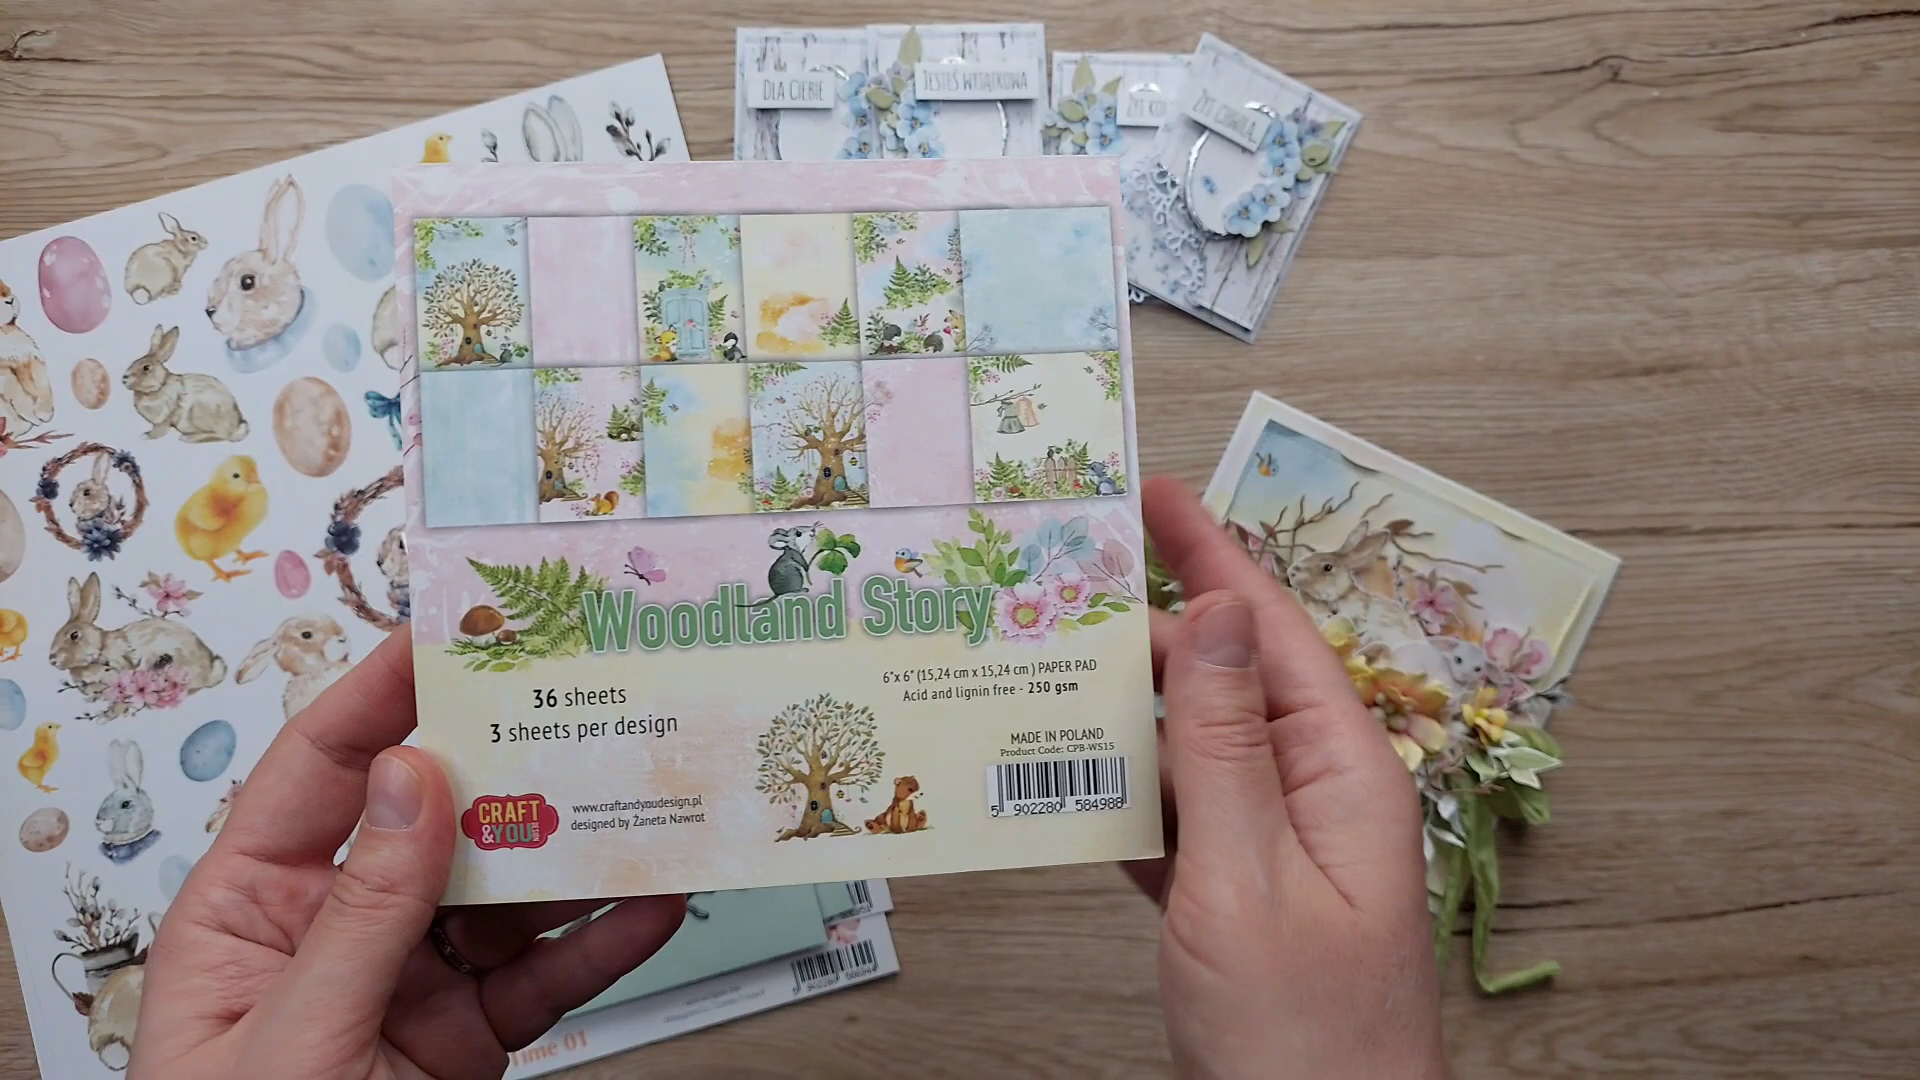 DLA CIEBIE
JESTEŚ WYJĄTKOWA
Woodland Story
36 sheets
3 sheets per design
6"x 6" (15,24 cm x 15,24 cm ) PAPER PAD
Acid and lignin free - 250 gsm
MADE IN POLAND
Product Code: CPB-WS15
5 902280 584988
CRAFT
&YOU
DESIGN
www.craftandyoudesign.pl
designed by Żaneta Nawrot
Time 01